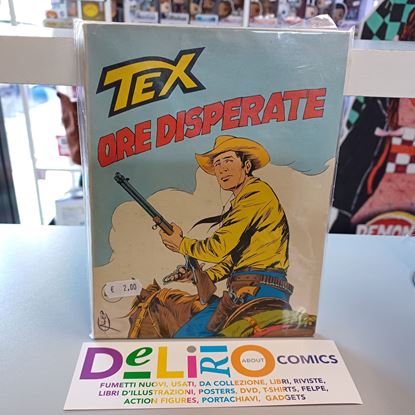 TEX
ORE DISPERATE
€ 2,00
DeLiRiO ABOUT COMICS
FUMETTI NUOVI, USATI, DA COLLEZIONE, LIBRI, RIVISTE,
LIBRI D'ILLUSTRAZIONI, POSTERS, DVD, T-SHIRTS, FELPE,
ACTION FIGURES, PORTACHIAVI, GADGETS